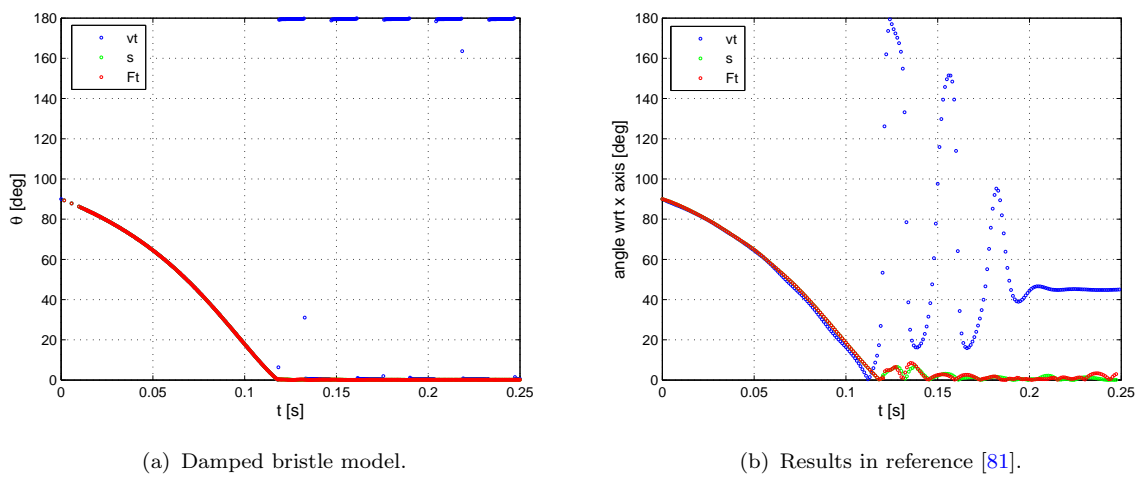 180
160
140
120
100
80
60
40
20
0
θ [deg]
0
0.05
0.1
0.15
0.2
0.25
t [s]
vt
s
Ft
(a) Damped bristle model.
180
160
140
120
100
80
60
40
20
0
angle wrt x axis [deg]
0
0.05
0.1
0.15
0.2
0.25
t [s]
vt
s
Ft
(b) Results in reference [81].